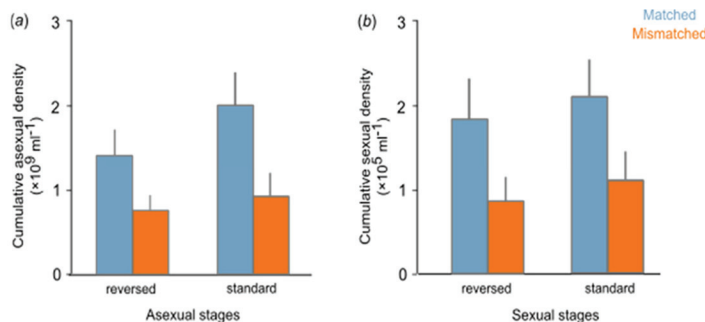 (a)
3
2
1
0
Cumulative asexual density
(×10⁹ ml⁻¹)
reversed
standard
Asexual stages
(b)
3
2
1
0
Cumulative sexual density
(×10⁵ ml⁻¹)
reversed
standard
Sexual stages
Matched
Mismatched